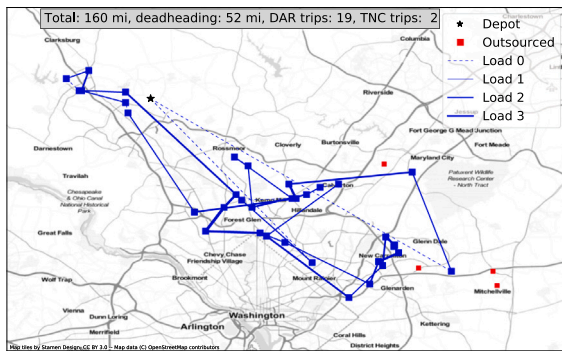 Total: 160 mi, deadheading: 52 mi, DAR trips: 19, TNC trips: 2
Depot
Outsourced
Load 0
Load 1
Load 2
Load 3
Clarksburg
Columbia
Riverside
Fort George G Mead Junction
Fort Meade
Darnestown
Rossmoor
Cloverly
Burtonsville
Maryland City
Travilah
Patuxent Wildlife
Research
Center -
North Tract
Chesapeake
& Ohio Canal
National Historical
Park
Calverton
Hillandale
Forest Glen
Great Falls
Chevy Chase
Friendship Village
Glenn Dale
Wolf Trap
Brookmont
Mount Rainier
Glenarden
Mitchellville
Vienna
Dunn Loring
Merrifield
Washington
Arlington
Kettering
Coral Hills
District Heights
Map tiles by Stamen Design, CC BY 3.0 -- Map data (C) OpenStreetMap contributors